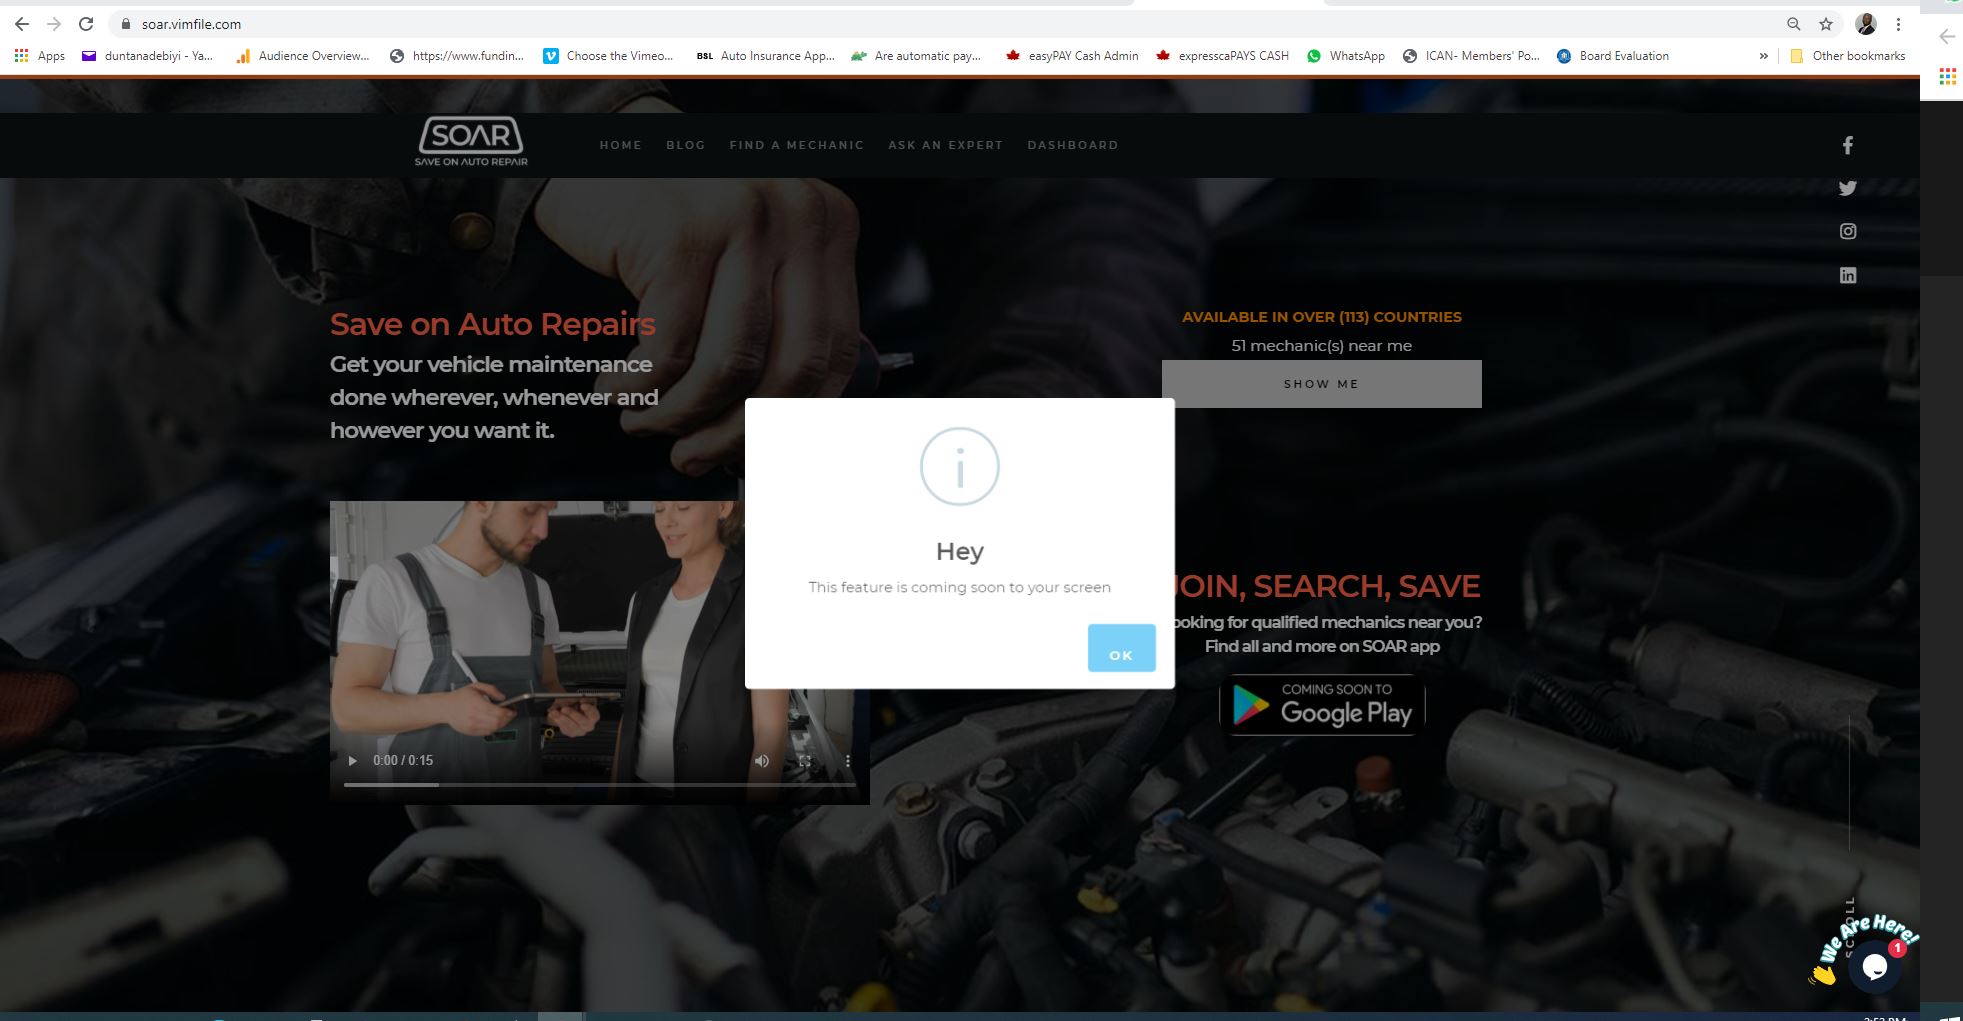 soar.vimfile.com
Apps
duntanadebiyi - Ya...
Audience Overview...
https://www.fundin...
Choose the Vimeo...
BSL Auto Insurance App...
Are automatic pay...
easyPAY Cash Admin
expresscaPAYS CASH
WhatsApp
ICAN- Members' Po...
Board Evaluation
»
Other bookmarks
SOAR
SAVE ON AUTO REPAIR
HOME
BLOG
FIND A MECHANIC
ASK AN EXPERT
DASHBOARD
Save on Auto Repairs
Get your vehicle maintenance
done wherever, whenever and
however you want it.
AVAILABLE IN OVER (113) COUNTRIES
51 mechanic(s) near me
SHOW ME
Hey
This feature is coming soon to your screen
OK
JOIN, SEARCH, SAVE
ooking for qualified mechanics near you?
Find all and more on SOAR app
COMING SOON TO
Google Play
0:00 / 0:15
SCROLL
We Are Here!
1